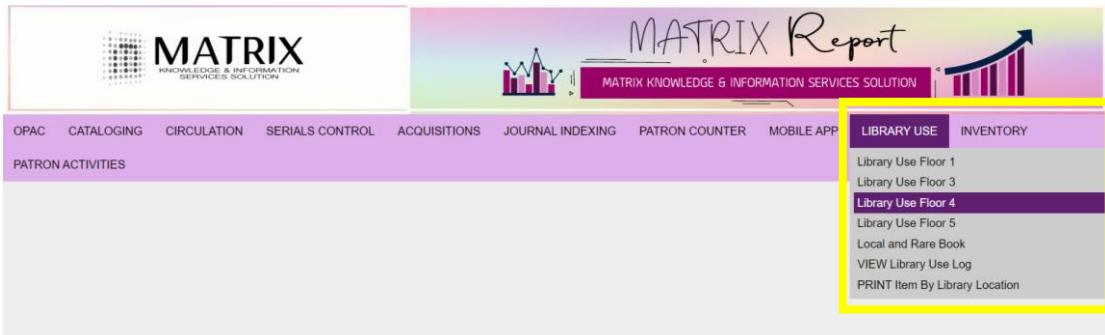 MATRIX
KNOWLEDGE & INFORMATION
SERVICES SOLUTION
MATRIX Report
MATRIX KNOWLEDGE & INFORMATION SERVICES SOLUTION
OPAC CATALOGING CIRCULATION SERIALS CONTROL ACQUISITIONS JOURNAL INDEXING PATRON COUNTER MOBILE APP LIBRARY USE INVENTORY
PATRON ACTIVITIES
Library Use Floor 1
Library Use Floor 3
Library Use Floor 4
Library Use Floor 5
Local and Rare Book
VIEW Library Use Log
PRINT Item By Library Location